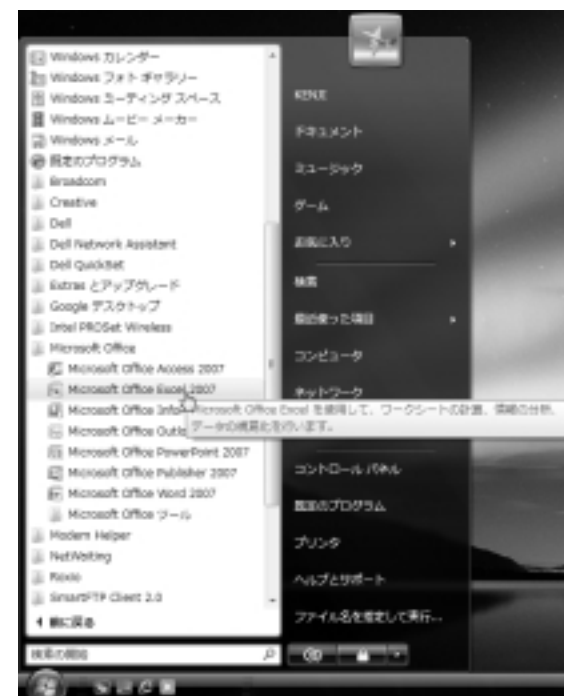 Windows カレンダー
Windows フォト ギャラリー
Windows ミーティング スペース
Windows ムービー メーカー
Windows メール
既定のプログラム
Broadcom
Creative
Dell
Dell Network Assistant
Dell QuickSet
Extras とアップグレード
Google デスクトップ
Intel PROSet Wireless
Microsoft Office
Microsoft Office Access 2007
Microsoft Office Excel 2007
Microsoft Office Info
Microsoft Office Outlo
Microsoft Office PowerPoint 2007
Microsoft Office Publisher 2007
Microsoft Office Word 2007
Microsoft Office ツール
Modem Helper
NetWaiting
Roxio
SmartFTP Client 2.0
前に戻る
検索の開始
KENJI
ドキュメント
ミュージック
ゲーム
お気に入り
検索
最近使った項目
コンピュータ
ネットワーク
Microsoft Office Excel を使用して、ワークシートの計算、情報の分析、
データの視覚化を行います。
コントロール パネル
既定のプログラム
プリンタ
ヘルプとサポート
ファイル名を指定して実行...